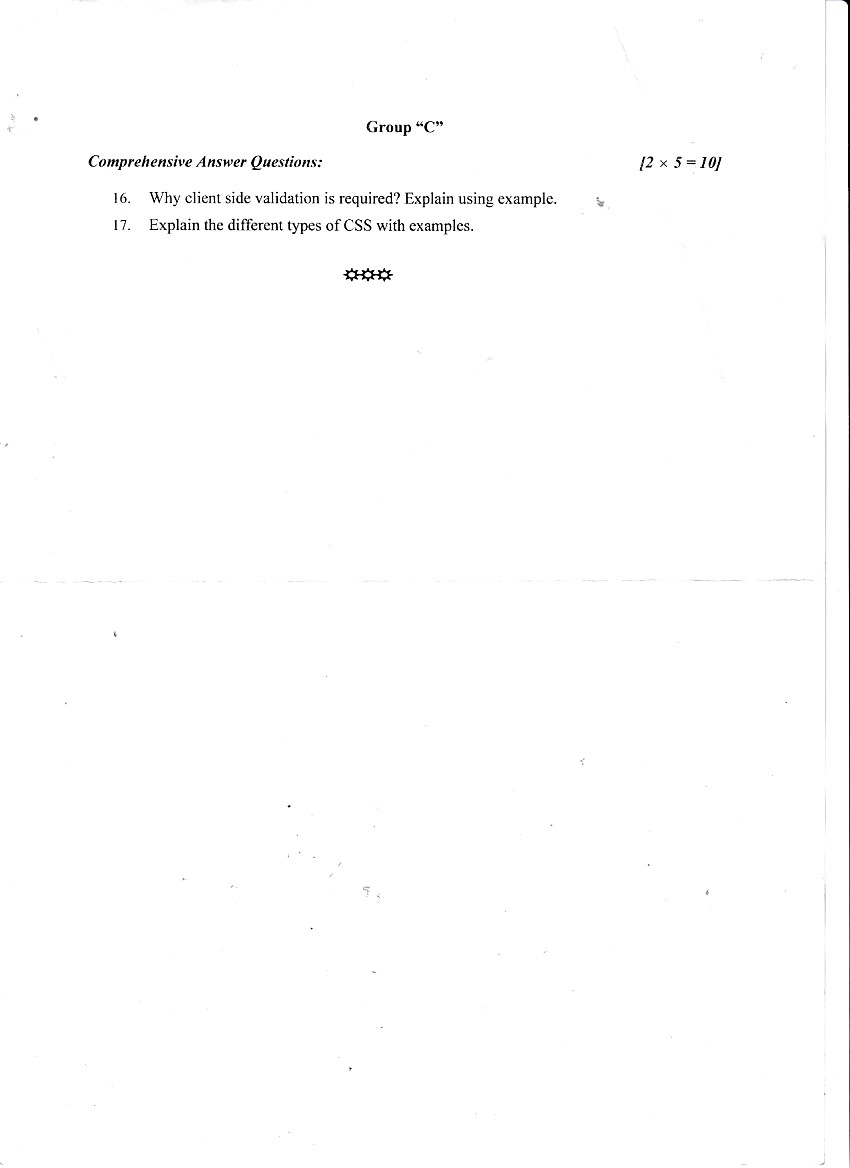 Group “C”
Comprehensive Answer Questions: [2 × 5 = 10]
16. Why client side validation is required? Explain using example.
17. Explain the different types of CSS with examples.